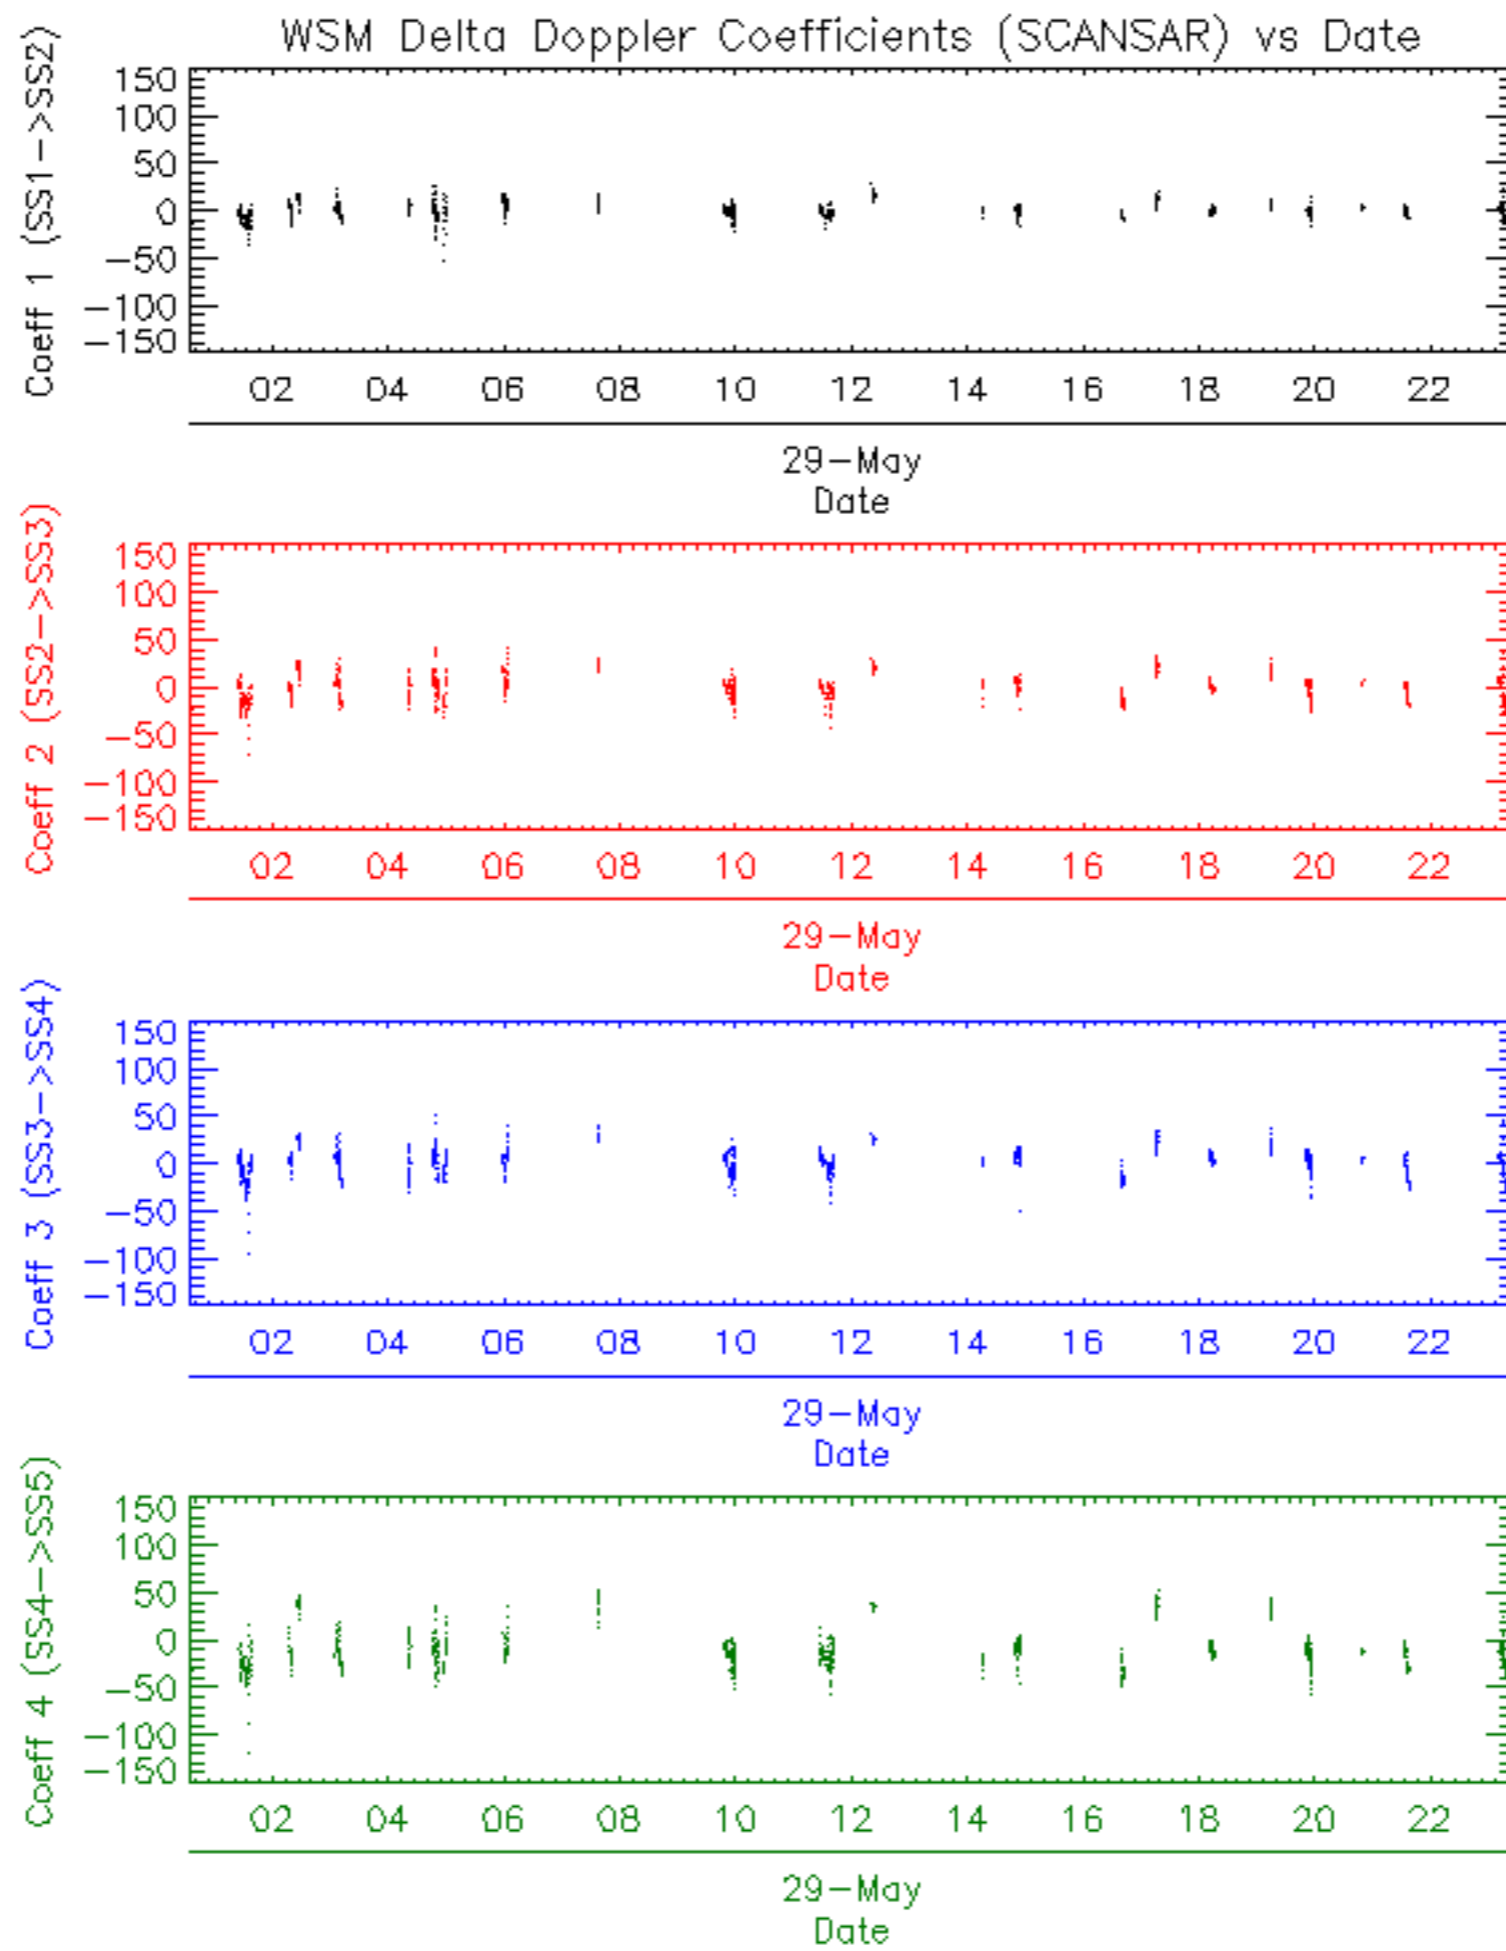 WSM Delta Doppler Coefficients (SCANSAR) vs Date
Coeff 1 (SS1->SS2)
150
100
50
0
-50
-100
-150
02 04 06 08 10 12 14 16 18 20 22
29-May
Date
Coeff 2 (SS2->SS3)
150
100
50
0
-50
-100
-150
02 04 06 08 10 12 14 16 18 20 22
29-May
Date
Coeff 3 (SS3->SS4)
150
100
50
0
-50
-100
-150
02 04 06 08 10 12 14 16 18 20 22
29-May
Date
Coeff 4 (SS4->SS5)
150
100
50
0
-50
-100
-150
02 04 06 08 10 12 14 16 18 20 22
29-May
Date